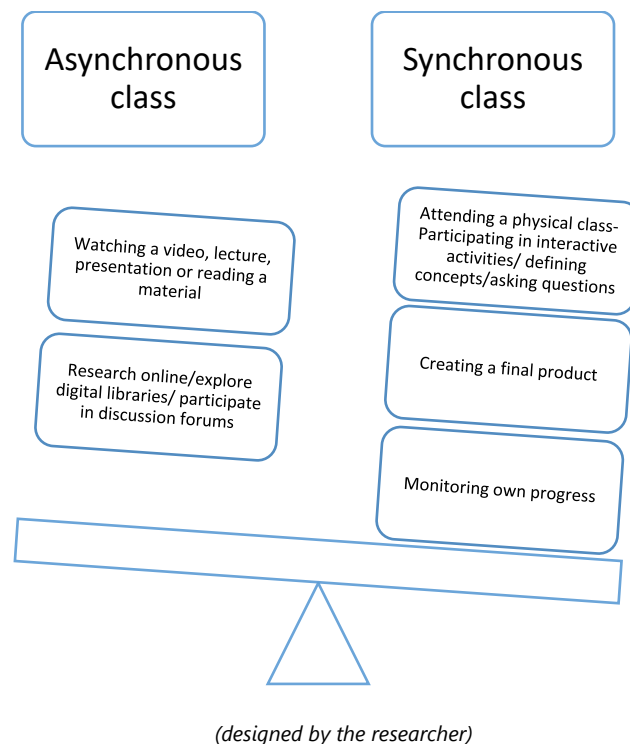 Asynchronous
class
Synchronous
class
Watching a video, lecture,
presentation or reading a
material
Research online/explore
digital libraries/ participate
in discussion forums
Attending a physical class-
Participating in interactive
activities/ defining
concepts/asking questions
Creating a final product
Monitoring own progress
(designed by the researcher)